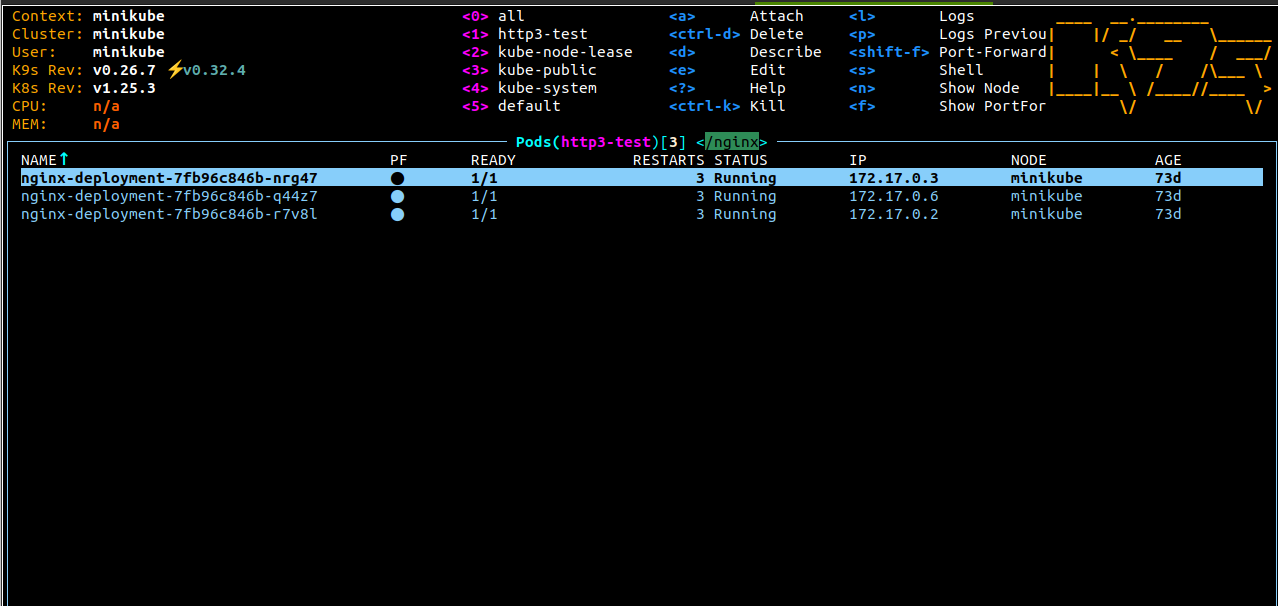 Context: minikube <0> all <a> Attach <l> Logs
Cluster: minikube <1> http3-test <ctrl-d> Delete <p> Logs Previou
User: minikube <2> kube-node-lease <d> Describe <shift-f> Port-Forward
K9s Rev: v0.26.7 ⚡v0.32.4 <3> kube-public <e> Edit <s> Shell
K8s Rev: v1.25.3 <4> kube-system <?> Help <n> Show Node
CPU: n/a <5> default <ctrl-k> Kill <f> Show PortFor
MEM: n/a
Pods(http3-test)[3] </nginx>
NAME↑ PF READY RESTARTS STATUS IP NODE AGE
nginx-deployment-7fb96c846b-nrg47 ● 1/1 3 Running 172.17.0.3 minikube 73d
nginx-deployment-7fb96c846b-q44z7 ● 1/1 3 Running 172.17.0.6 minikube 73d
nginx-deployment-7fb96c846b-r7v8l ● 1/1 3 Running 172.17.0.2 minikube 73d